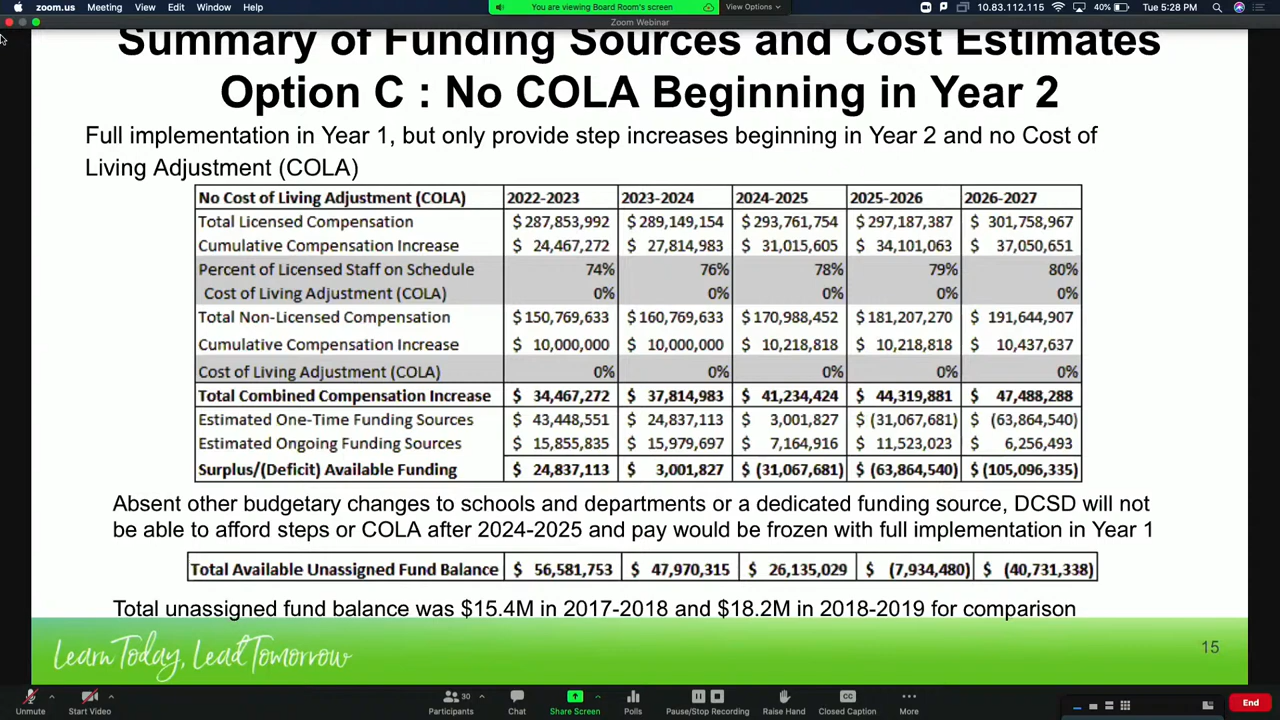 zoom.us Meeting View Edit Window Help You are viewing Board Room's screen View Options 10.83.112.115 40% Tue 5:28 PM
Zoom Webinar
Summary of Funding Sources and Cost Estimates
Option C : No COLA Beginning in Year 2
Full implementation in Year 1, but only provide step increases beginning in Year 2 and no Cost of
Living Adjustment (COLA)
No Cost of Living Adjustment (COLA) 2022-2023 2023-2024 2024-2025 2025-2026 2026-2027
Total Licensed Compensation $ 287,853,992 $ 289,149,154 $ 293,761,754 $ 297,187,387 $ 301,758,967
Cumulative Compensation Increase $ 24,467,272 $ 27,814,983 $ 31,015,605 $ 34,101,063 $ 37,050,651
Percent of Licensed Staff on Schedule 74% 76% 78% 79% 80%
Cost of Living Adjustment (COLA) 0% 0% 0% 0% 0%
Total Non-Licensed Compensation $ 150,769,633 $ 160,769,633 $ 170,988,452 $ 181,207,270 $ 191,644,907
Cumulative Compensation Increase $ 10,000,000 $ 10,000,000 $ 10,218,818 $ 10,218,818 $ 10,437,637
Cost of Living Adjustment (COLA) 0% 0% 0% 0% 0%
Total Combined Compensation Increase $ 34,467,272 $ 37,814,983 $ 41,234,424 $ 44,319,881 $ 47,488,288
Estimated One-Time Funding Sources $ 43,448,551 $ 24,837,113 $ 3,001,827 $ (31,067,681) $ (63,864,540)
Estimated Ongoing Funding Sources $ 15,855,835 $ 15,979,697 $ 7,164,916 $ 11,523,023 $ 6,256,493
Surplus/(Deficit) Available Funding $ 24,837,113 $ 3,001,827 $ (31,067,681) $ (63,864,540) $ (105,096,335)
Absent other budgetary changes to schools and departments or a dedicated funding source, DCSD will not
be able to afford steps or COLA after 2024-2025 and pay would be frozen with full implementation in Year 1
Total Available Unassigned Fund Balance $ 56,581,753 $ 47,970,315 $ 26,135,029 $ (7,934,480) $ (40,731,338)
Total unassigned fund balance was $15.4M in 2017-2018 and $18.2M in 2018-2019 for comparison
Learn Today, Lead Tomorrow 15
30
Unmute Start Video Participants Chat Share Screen Polls Pause/Stop Recording Raise Hand Closed Caption More End